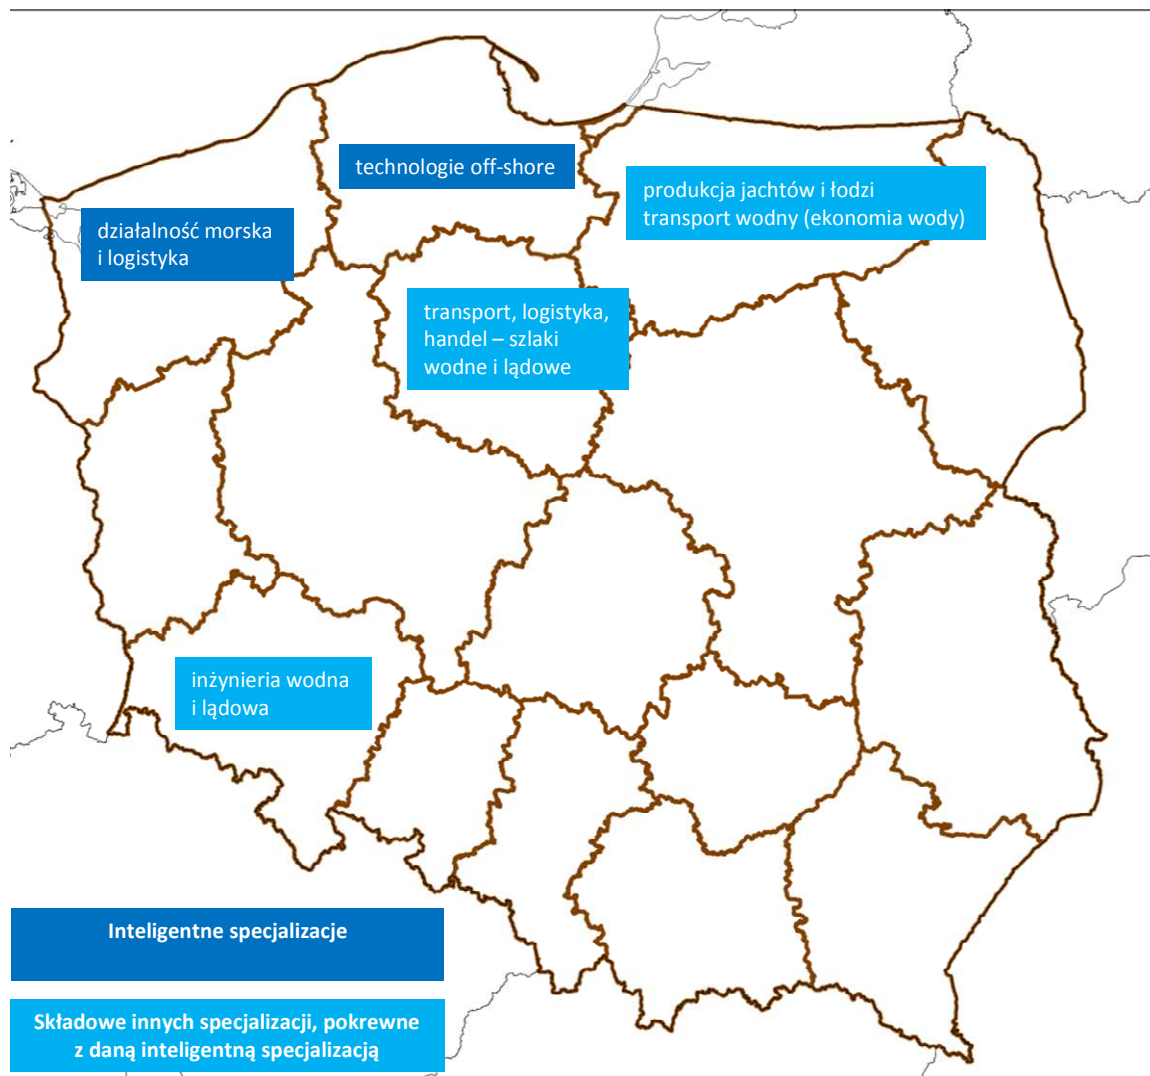 technologie off-shore
produkcja jachtów i łodzi
transport wodny (ekonomia wody)
działalność morska
i logistyka
transport, logistyka,
handel – szlaki
wodne i lądowe
inżynieria wodna
i lądowa
Inteligentne specjalizacje
Składowe innych specjalizacji, pokrewne
z daną inteligentną specjalizacją